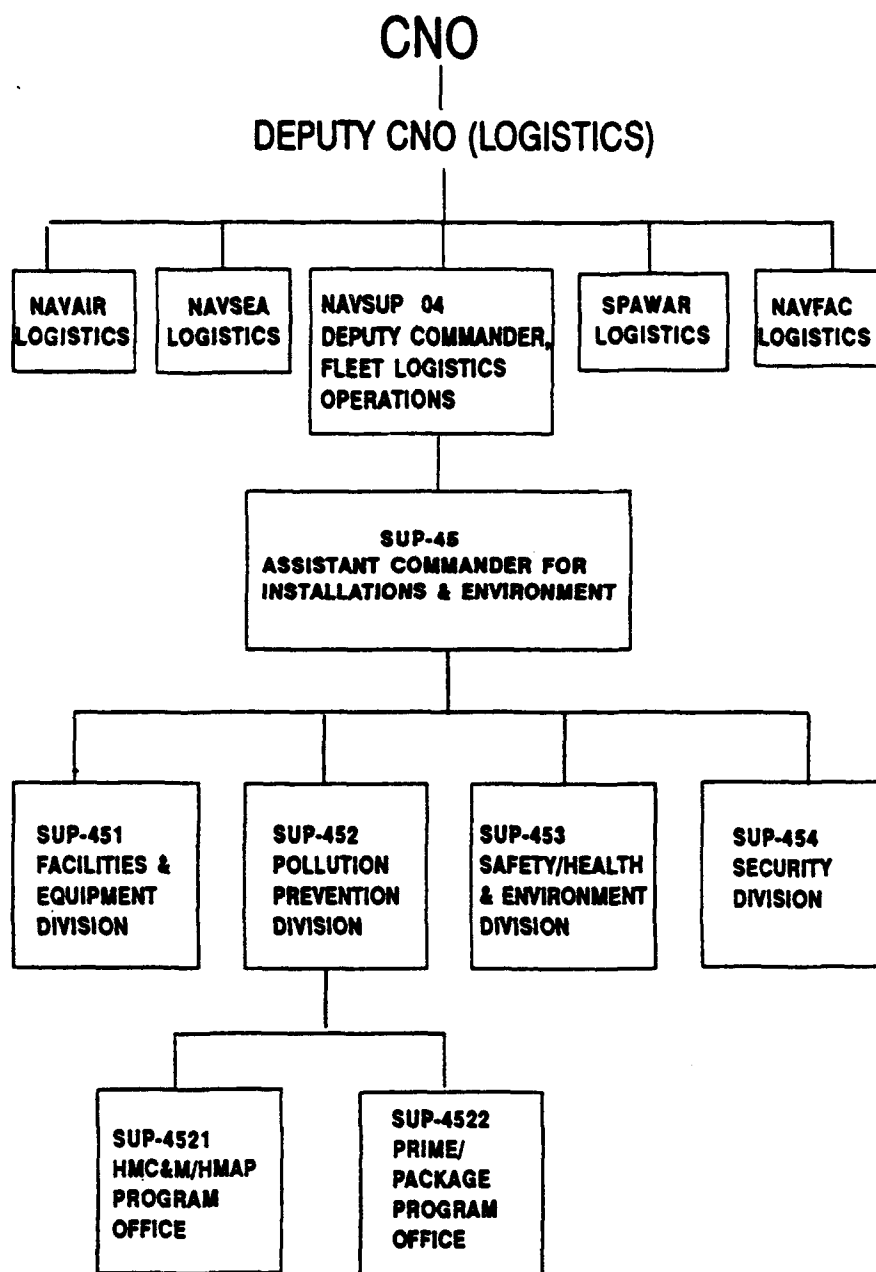 CNO
DEPUTY CNO (LOGISTICS)
NAVAIR
LOGISTICS
NAVSEA
LOGISTICS
NAVSUP 04
DEPUTY COMMANDER,
FLEET LOGISTICS
OPERATIONS
SPAWAR
LOGISTICS
NAVFAC
LOGISTICS
SUP-45
ASSISTANT COMMANDER FOR
INSTALLATIONS & ENVIRONMENT
SUP-451
FACILITIES &
EQUIPMENT
DIVISION
SUP-452
POLLUTION
PREVENTION
DIVISION
SUP-453
SAFETY/HEALTH
& ENVIRONMENT
DIVISION
SUP-454
SECURITY
DIVISION
SUP-4521
HMC&M/HMAP
PROGRAM
OFFICE
SUP-4522
PRIME/
PACKAGE
PROGRAM
OFFICE